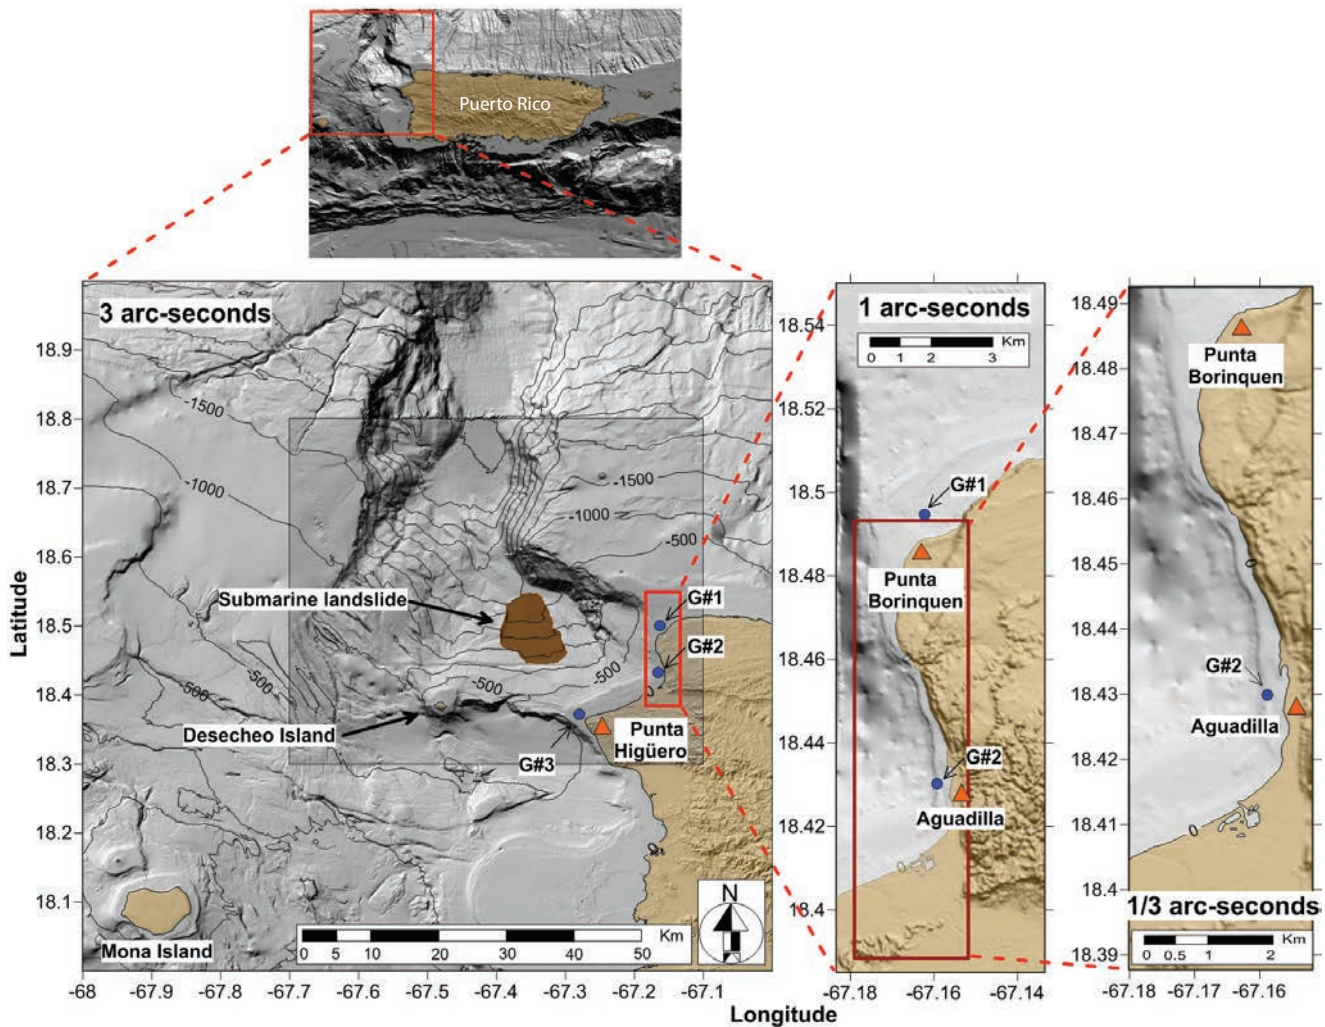 Puerto Rico
3 arc-seconds
-1500
-1000
-1500
-1000
-500
Submarine landslide
G#1
G#2
-500
-500
-500
-500
0
Desecheo Island
Punta
Higüero
G#3
0
0
Mona Island
N
Km
0 5 10 20 30 40 50
18.9
18.8
18.7
18.6
18.5
18.4
18.3
18.2
18.1
Latitude
-68 -67.9 -67.8 -67.7 -67.6 -67.5 -67.4 -67.3 -67.2 -67.1
Longitude
1 arc-seconds
Km
0 1 2 3
G#1
Punta
Borinquen
G#2
Aguadilla
0
18.54
18.52
18.5
18.48
18.46
18.44
18.42
18.4
-67.18 -67.16 -67.14
Punta
Borinquen
0
G#2
Aguadilla
0
1/3 arc-seconds
Km
0 0.5 1 2
18.49
18.48
18.47
18.46
18.45
18.44
18.43
18.42
18.41
18.4
18.39
-67.18 -67.17 -67.16